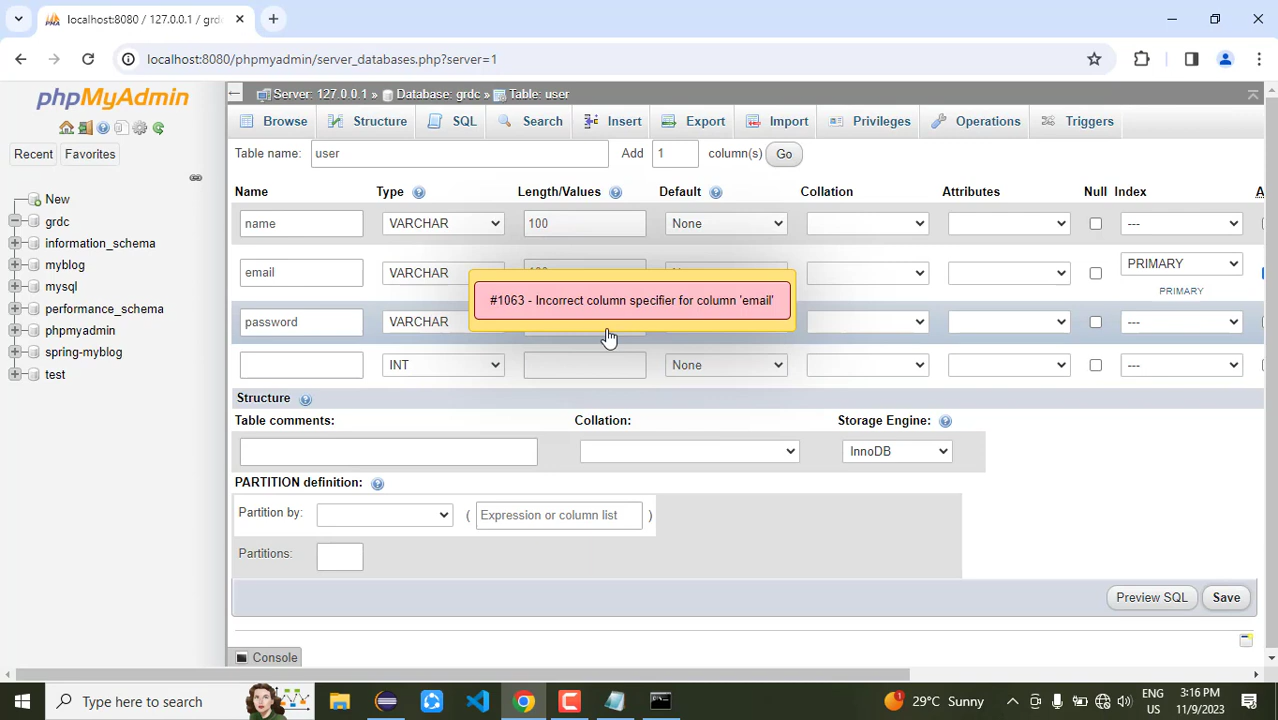 localhost:8080 / 127.0.0.1 / grd
localhost:8080/phpmyadmin/server_databases.php?server=1
phpMyAdmin
Recent Favorites
New
grdc
information_schema
myblog
mysql
performance_schema
phpmyadmin
spring-myblog
test
Server: 127.0.0.1 » Database: grdc » Table: user
Browse Structure SQL Search Insert Export Import Privileges Operations Triggers
Table name: user Add 1 column(s) Go
Name Type Length/Values Default Collation Attributes Null Index A
name VARCHAR 100 None ---
email VARCHAR PRIMARY
PRIMARY
#1063 - Incorrect column specifier for column 'email'
password VARCHAR ---
INT None ---
Structure
Table comments: Collation: Storage Engine:
InnoDB
PARTITION definition:
Partition by: ( Expression or column list )
Partitions:
Preview SQL Save
Console
Type here to search
1
29°C Sunny
ENG
US
3:16 PM
11/9/2023